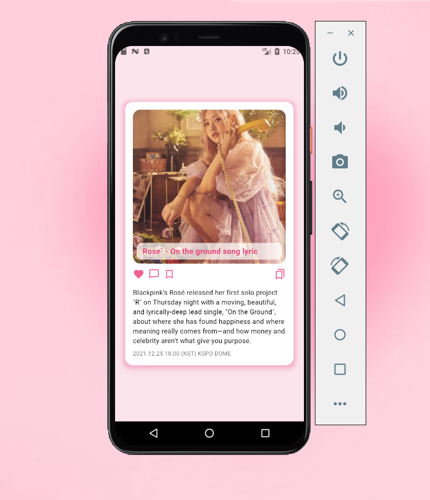 10:25
Rose` - On the ground song lyric
Blackpink's Rosé released her first solo project
"R" on Thursday night with a moving, beautiful,
and lyrically-deep lead single, "On the Ground",
about where she has found happiness and where
meaning really comes from—and how money and
celebrity aren't what give you purpose.
2021.12.25 18:00 (KST) KSPO DOME